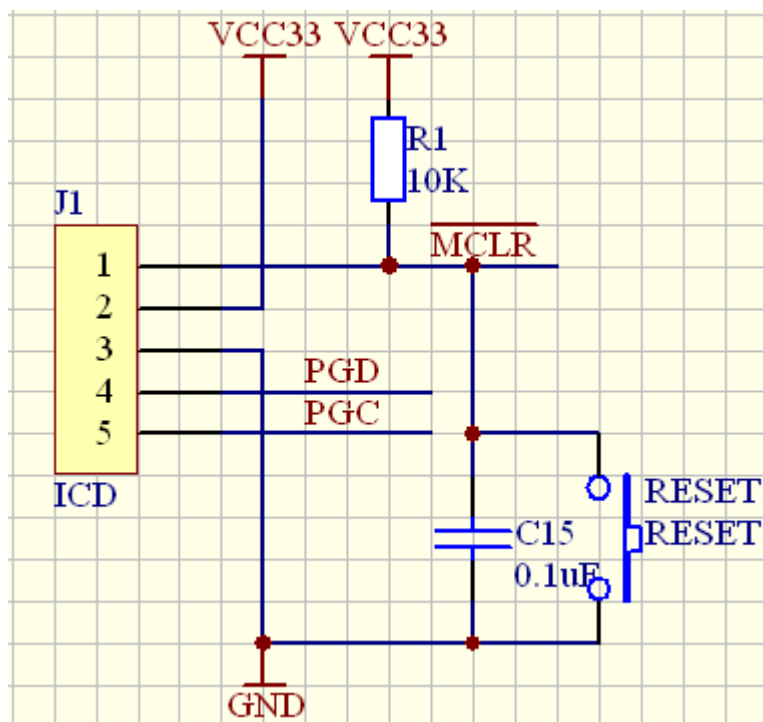 VCC33 VCC33
R1
10K
J1
MCLR
1
2
3
PGD
4
PGC
5
ICD
RESET
C15 RESET
0.1uF
GND